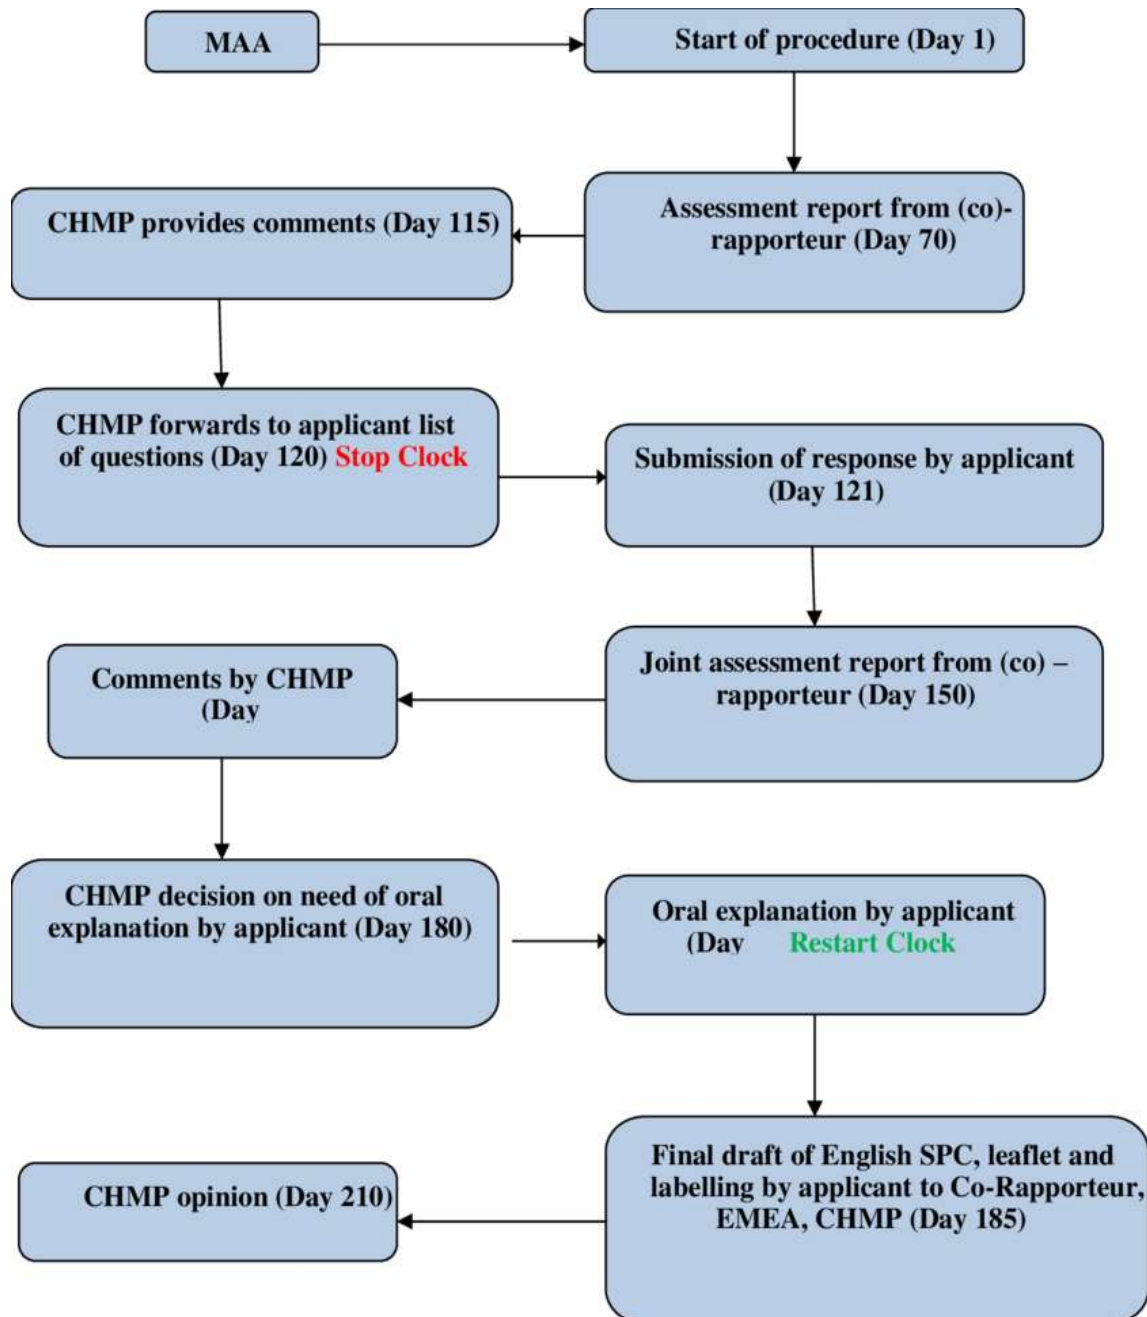 MAA
Start of procedure (Day 1)
Assessment report from (co)-
rapporteur (Day 70)
CHMP provides comments (Day 115)
CHMP forwards to applicant list
of questions (Day 120) Stop Clock
Submission of response by applicant
(Day 121)
Joint assessment report from (co) –
rapporteur (Day 150)
Comments by CHMP
(Day
CHMP decision on need of oral
explanation by applicant (Day 180)
Oral explanation by applicant
(Day Restart Clock
Final draft of English SPC, leaflet and
labelling by applicant to Co-Rapporteur,
EMEA, CHMP (Day 185)
CHMP opinion (Day 210)